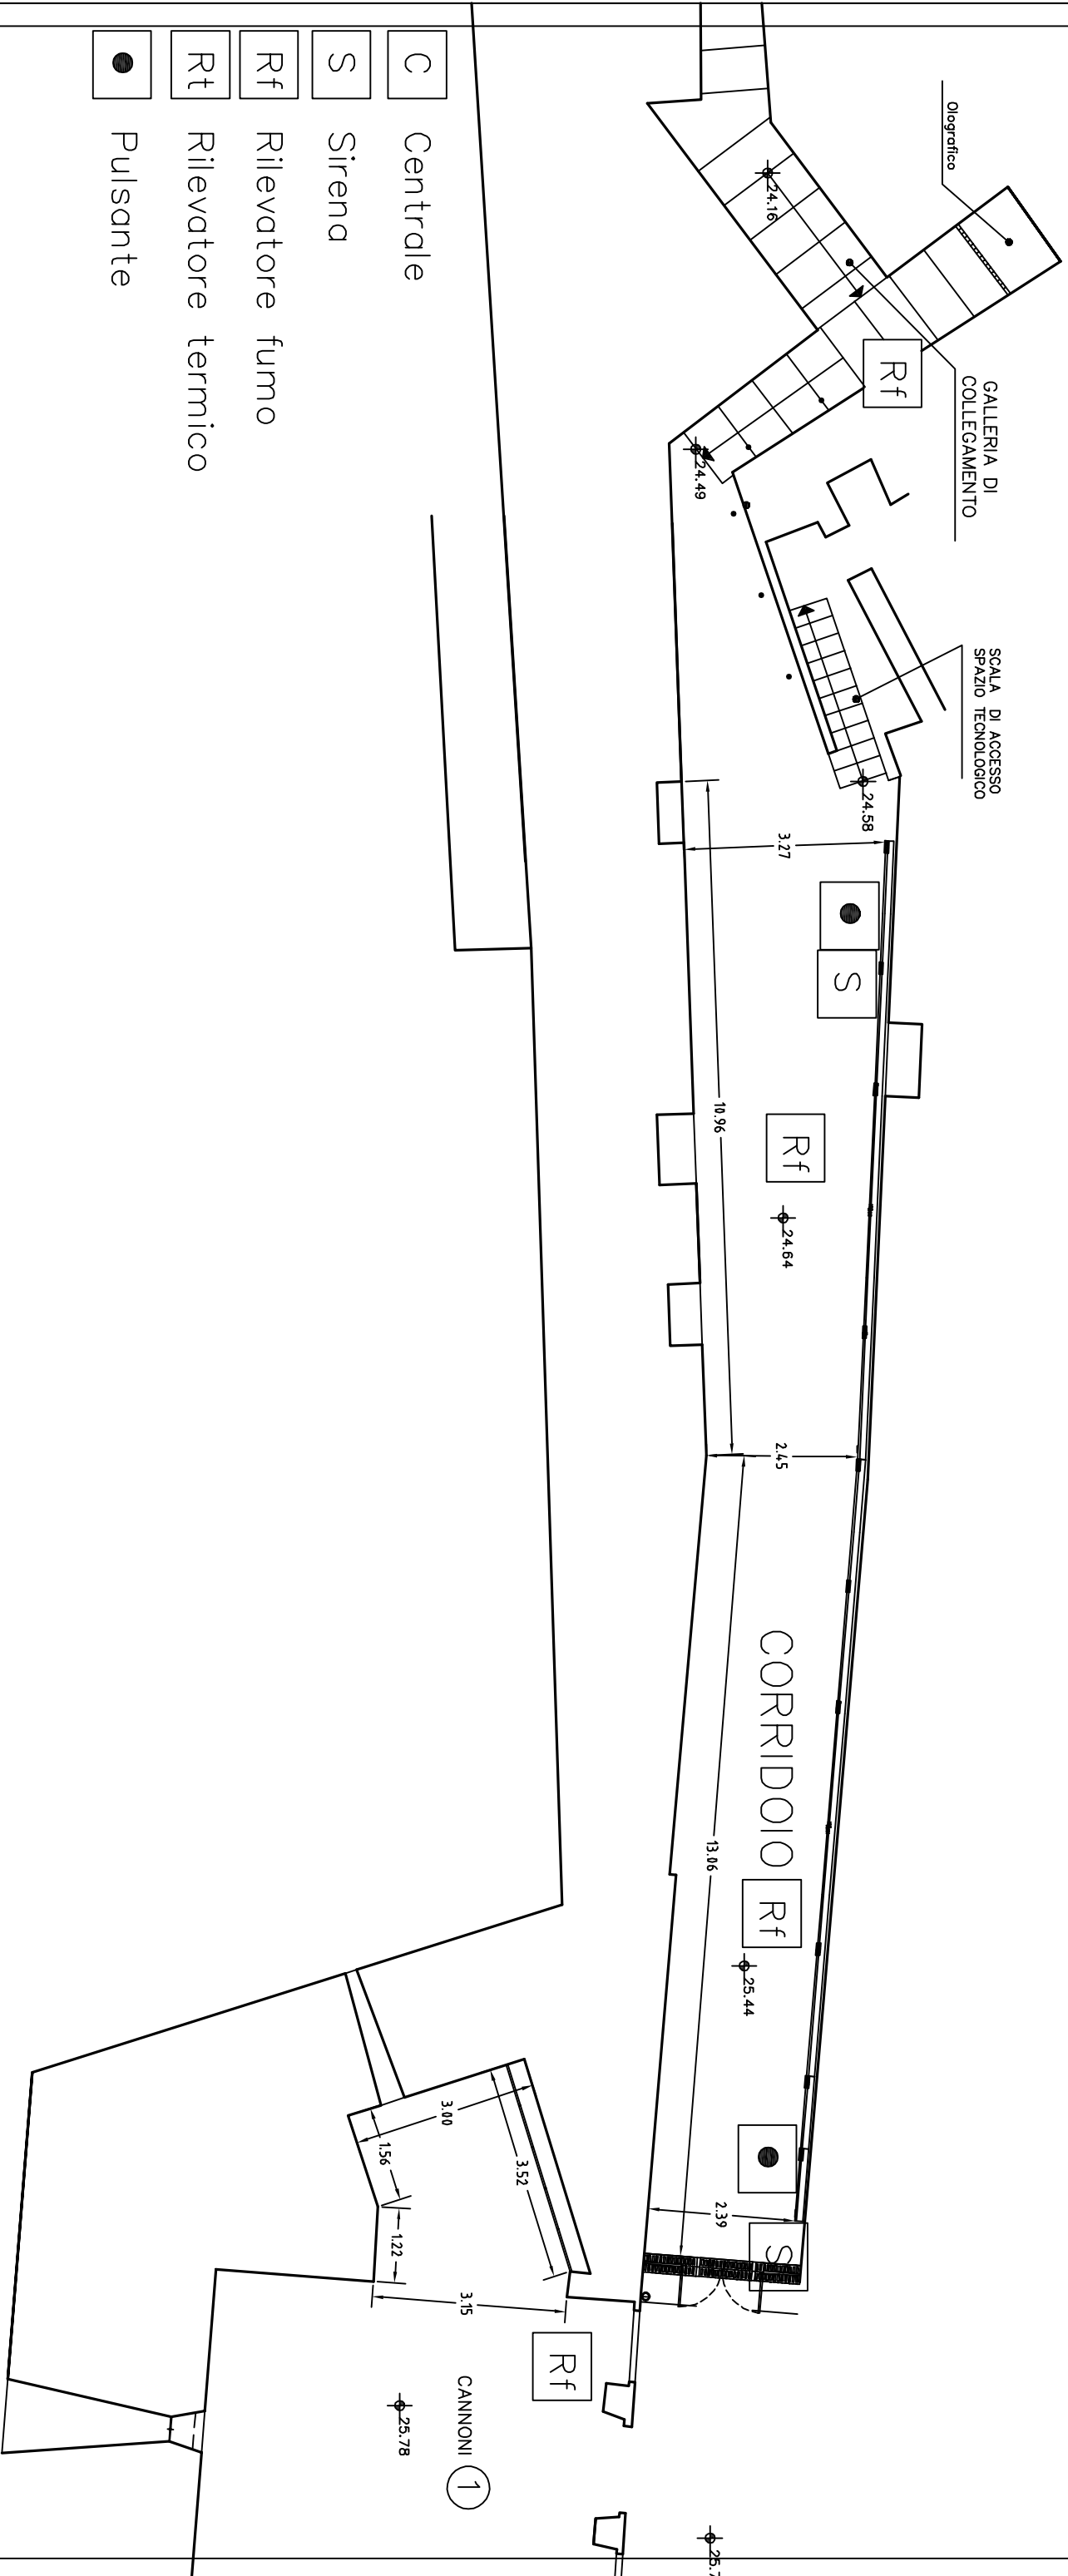 Olografico
GALLERIA DI
COLLEGAMENTO
SCALA DI ACCESSO
SPAZIO TECNOLOGICO
24.16
Rf
24.49
24.58
3.27
S
10.96
Rf
24.64
2.45
CORRIDOIO
13.06
Rf
25.44
2.39
S
3.00
1.56
3.52
1.22
3.15
Rf
CANNONI 1
25.78
C Centrale
S Sirena
Rf Rilevatore fumo
Rt Rilevatore termico
Pulsante